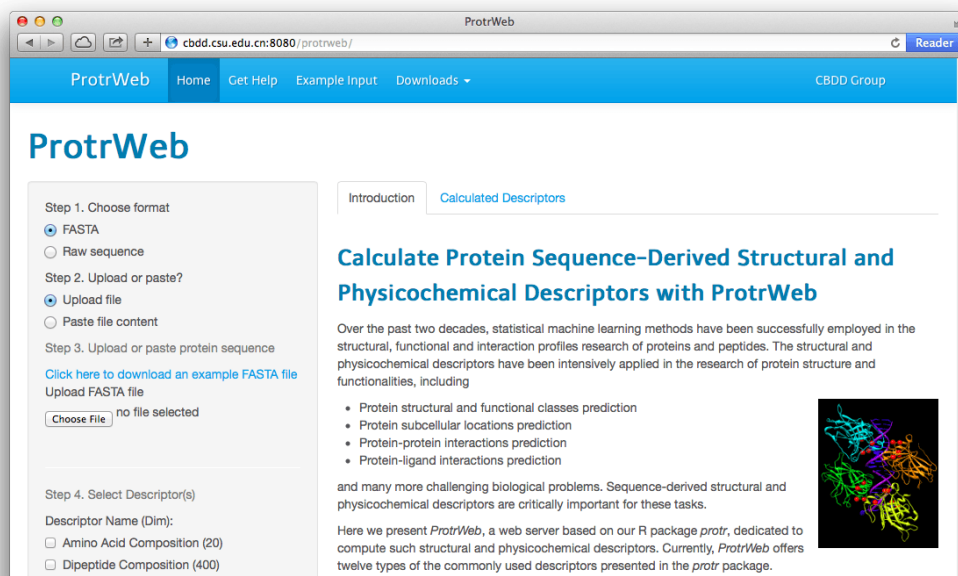 ProtrWeb
cbdd.csu.edu.cn:8080/protrweb/
Reader
ProtrWeb
Home
Get Help
Example Input
Downloads
CBDD Group
ProtrWeb
Step 1. Choose format
FASTA
Raw sequence
Step 2. Upload or paste?
Upload file
Paste file content
Step 3. Upload or paste protein sequence
Click here to download an example FASTA file
Upload FASTA file
Choose File no file selected
Step 4. Select Descriptor(s)
Descriptor Name (Dim):
Amino Acid Composition (20)
Dipeptide Composition (400)
Introduction
Calculated Descriptors
Calculate Protein Sequence-Derived Structural and
Physicochemical Descriptors with ProtrWeb
Over the past two decades, statistical machine learning methods have been successfully employed in the
structural, functional and interaction profiles research of proteins and peptides. The structural and
physicochemical descriptors have been intensively applied in the research of protein structure and
functionalities, including
• Protein structural and functional classes prediction
• Protein subcellular locations prediction
• Protein-protein interactions prediction
• Protein-ligand interactions prediction
and many more challenging biological problems. Sequence-derived structural and
physicochemical descriptors are critically important for these tasks.
Here we present ProtrWeb, a web server based on our R package protr, dedicated to
compute such structural and physicochemical descriptors. Currently, ProtrWeb offers
twelve types of the commonly used descriptors presented in the protr package.